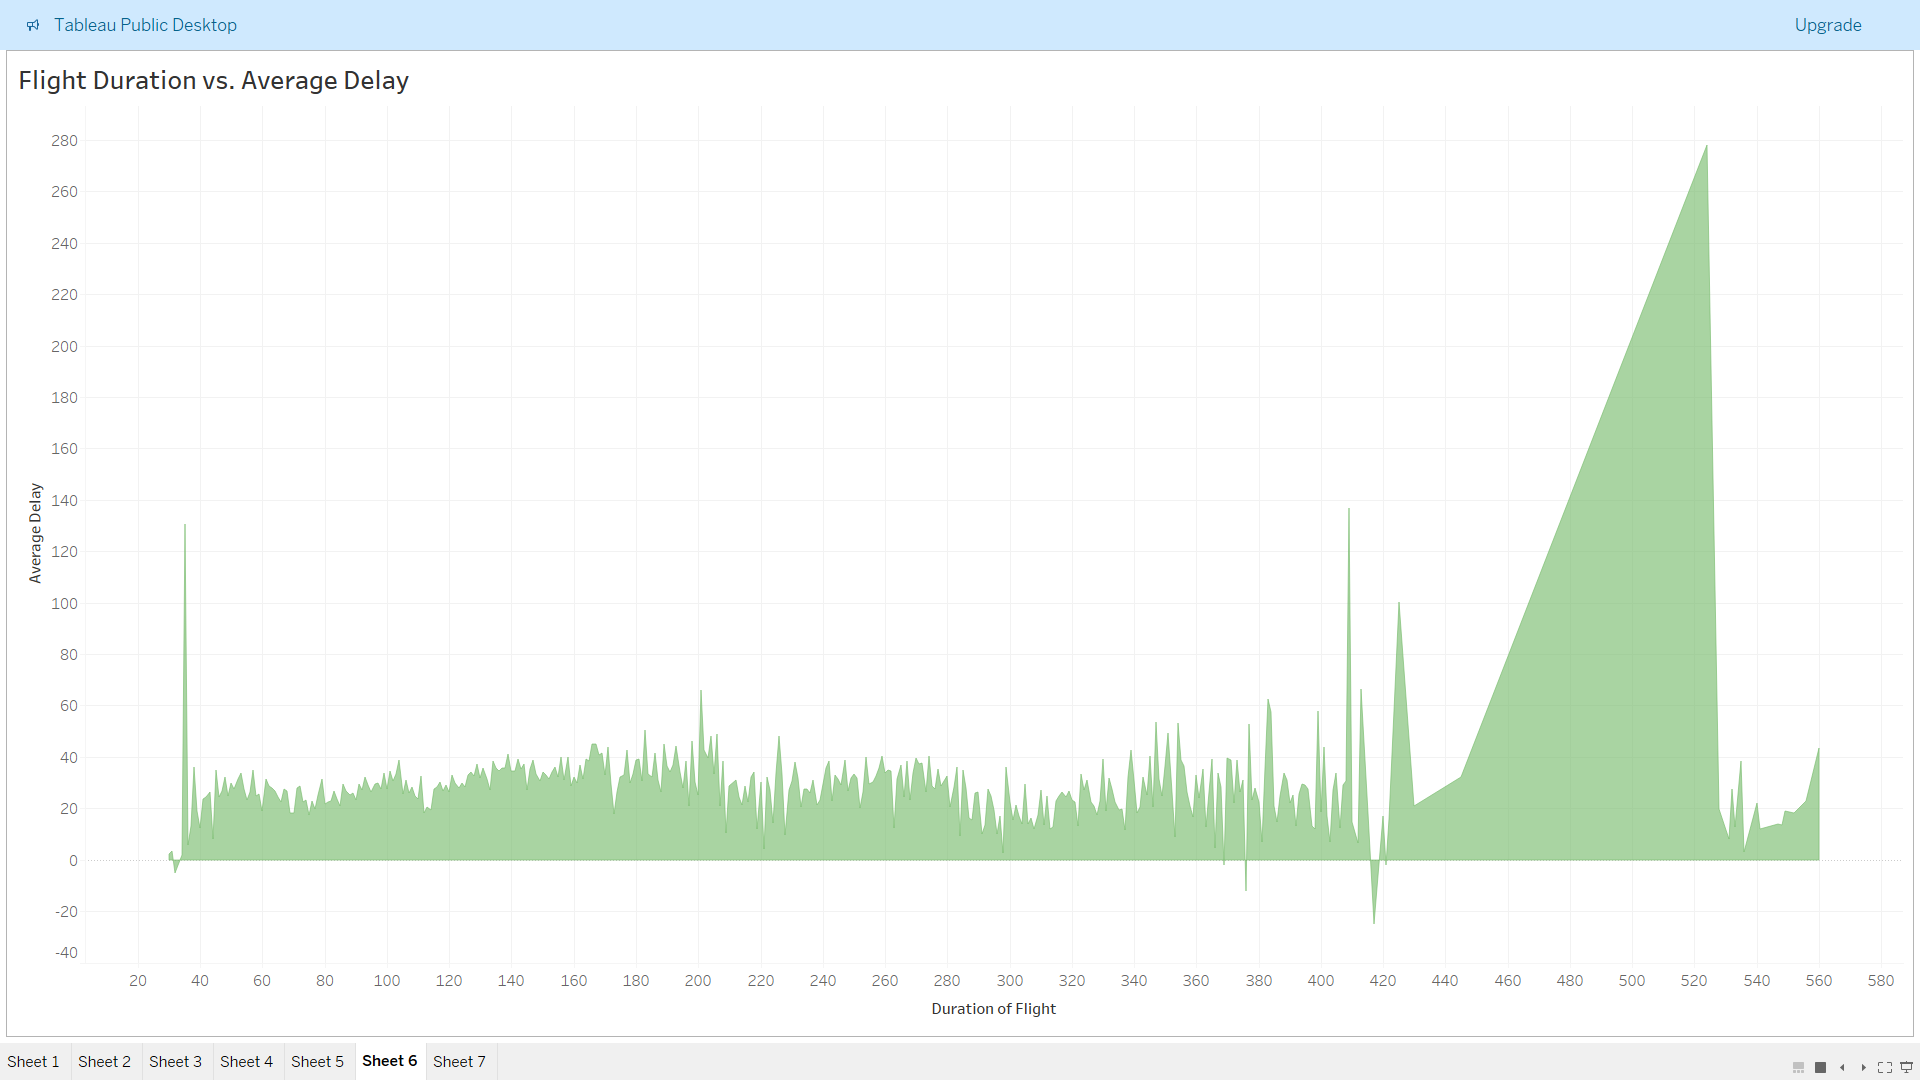 Tableau Public Desktop
Upgrade
Flight Duration vs. Average Delay
280
260
240
220
200
180
160
140
120
100
80
60
40
20
0
-20
-40
Average Delay
20 40 60 80 100 120 140 160 180 200 220 240 260 280 300 320 340 360 380 400 420 440 460 480 500 520 540 560 580
Duration of Flight
Sheet 1 Sheet 2 Sheet 3 Sheet 4 Sheet 5 Sheet 6 Sheet 7